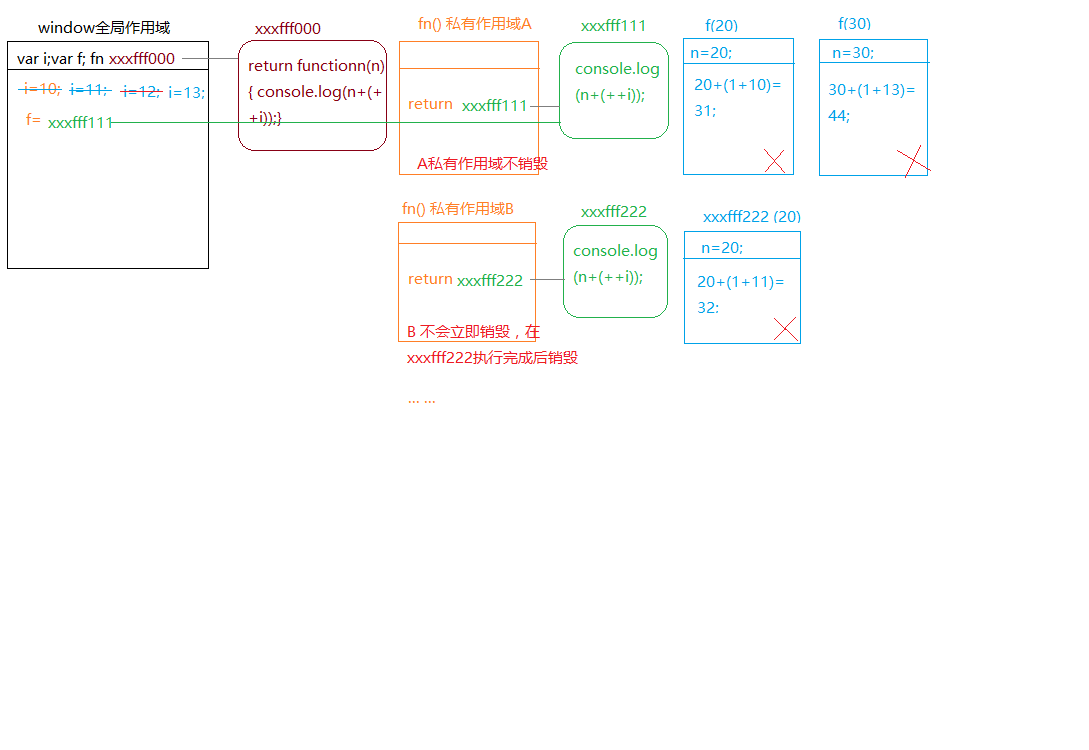 window全局作用域
var i;var f; fn xxxfff000
i=10; i=11; i=12; i=13;
f= xxxfff111
xxxfff000
return functionn(n)
{ console.log(n+(+
+i));}
fn() 私有作用域A
return xxxfff111
A私有作用域不销毁
xxxfff111
console.log
(n+(++i));
f(20)
n=20;
20+(1+10)=
31;
f(30)
n=30;
30+(1+13)=
44;
fn() 私有作用域B
return xxxfff222
B 不会立即销毁，在
xxxfff222执行完成后销毁
... ...
xxxfff222
console.log
(n+(++i));
xxxfff222 (20)
n=20;
20+(1+11)=
32;